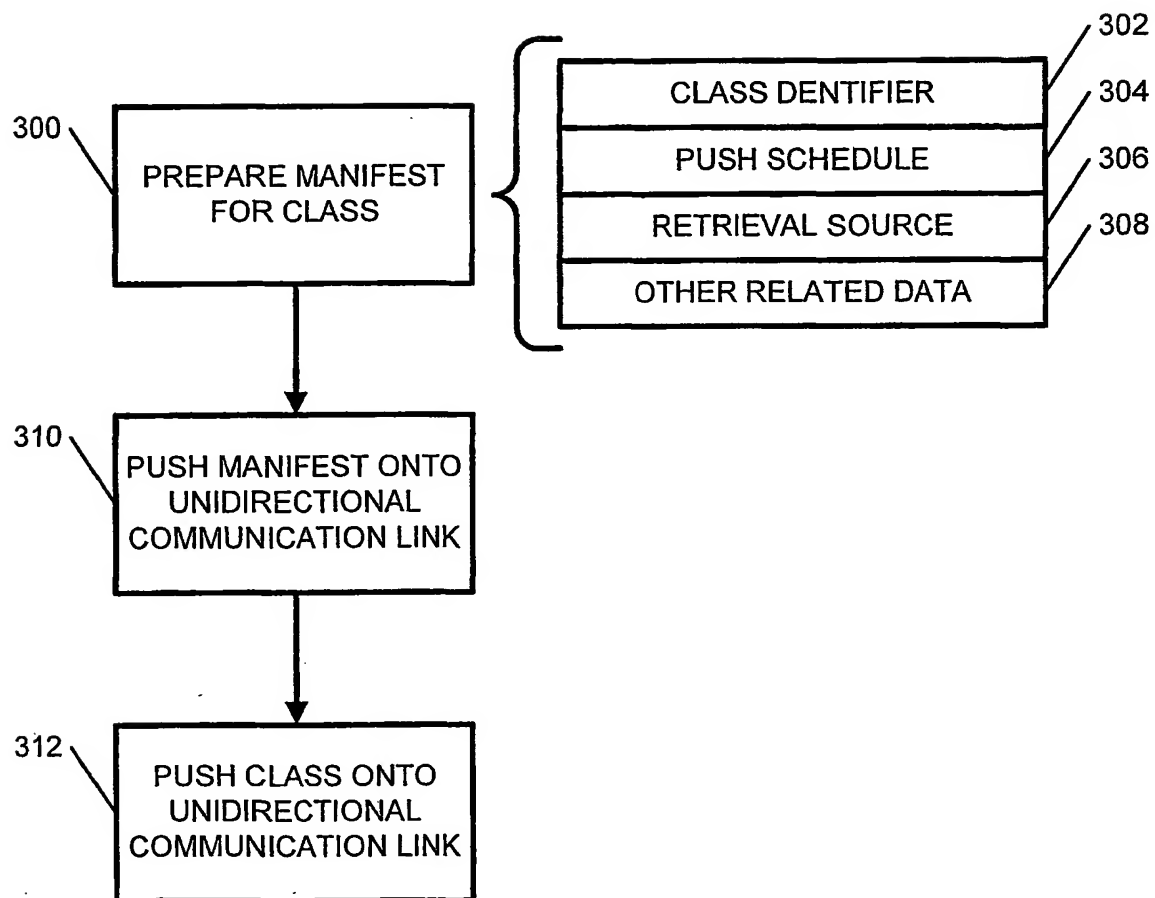 302
CLASS DENTIFIER
304
300
PREPARE MANIFEST
FOR CLASS
PUSH SCHEDULE
306
RETRIEVAL SOURCE
308
OTHER RELATED DATA
310
PUSH MANIFEST ONTO
UNIDIRECTIONAL
COMMUNICATION LINK
312
PUSH CLASS ONTO
UNIDIRECTIONAL
COMMUNICATION LINK